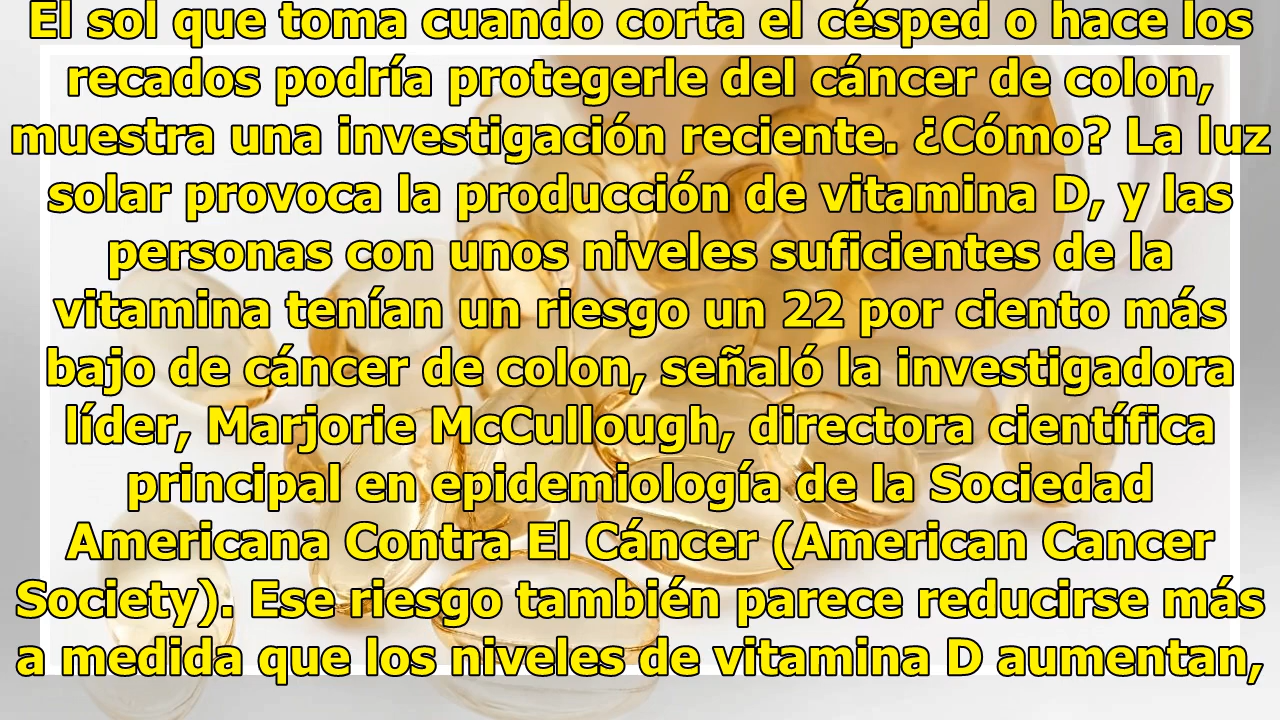 El sol que toma cuando corta el césped o hace los
recados podría protegerle del cáncer de colon,
muestra una investigación reciente. ¿Cómo? La luz
solar provoca la producción de vitamina D, y las
personas con unos niveles suficientes de la
vitamina tenían un riesgo un 22 por ciento más
bajo de cáncer de colon, señaló la investigadora
líder, Marjorie McCullough, directora científica
principal en epidemiología de la Sociedad
Americana Contra El Cáncer (American Cancer
Society). Ese riesgo también parece reducirse más
a medida que los niveles de vitamina D aumentan,